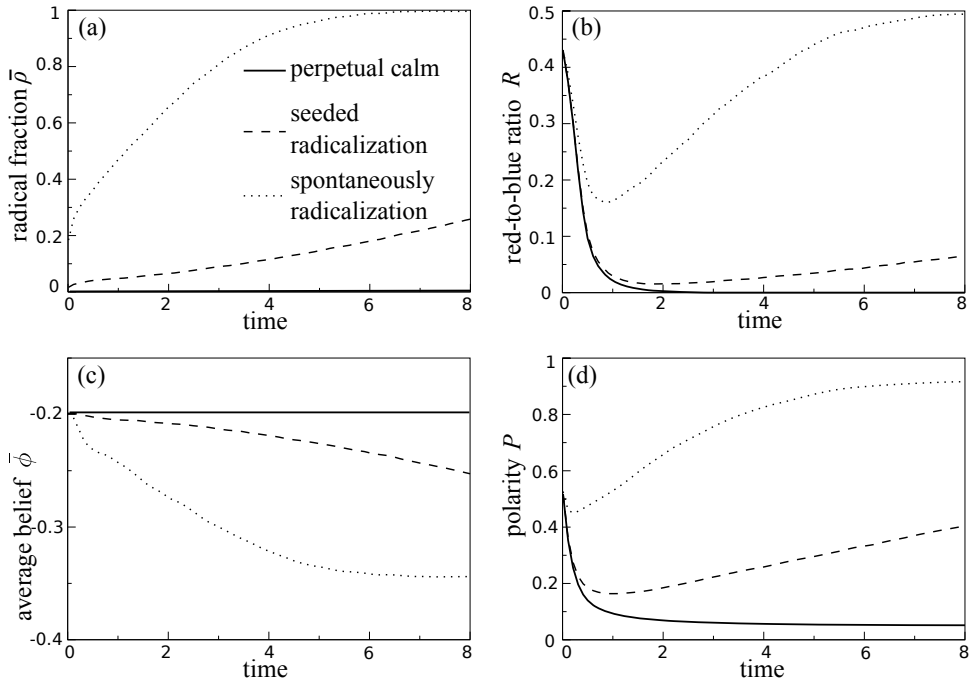 (a)
1
0.8
0.6
0.4
0.2
0
radical fraction ρ̅
perpetual calm
seeded
radicalization
spontaneously
radicalization
0 2 4 6 8
time
(b)
0.5
0.4
0.3
0.2
0.1
0
red-to-blue ratio R
0 2 4 6 8
time
(c)
-0.2
-0.3
-0.4
average belief ϕ̅
0 2 4 6 8
time
(d)
1
0.8
0.6
0.4
0.2
0
polarity P
0 2 4 6 8
time